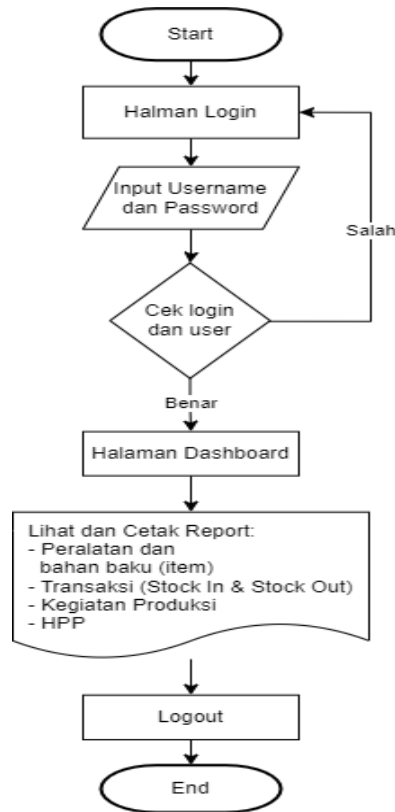 Start
Halman Login
Input Username
dan Password
Salah
Cek login
dan user
Benar
Halaman Dashboard
Lihat dan Cetak Report:
- Peralatan dan
bahan baku (item)
- Transaksi (Stock In & Stock Out)
- Kegiatan Produksi
- HPP
Logout
End